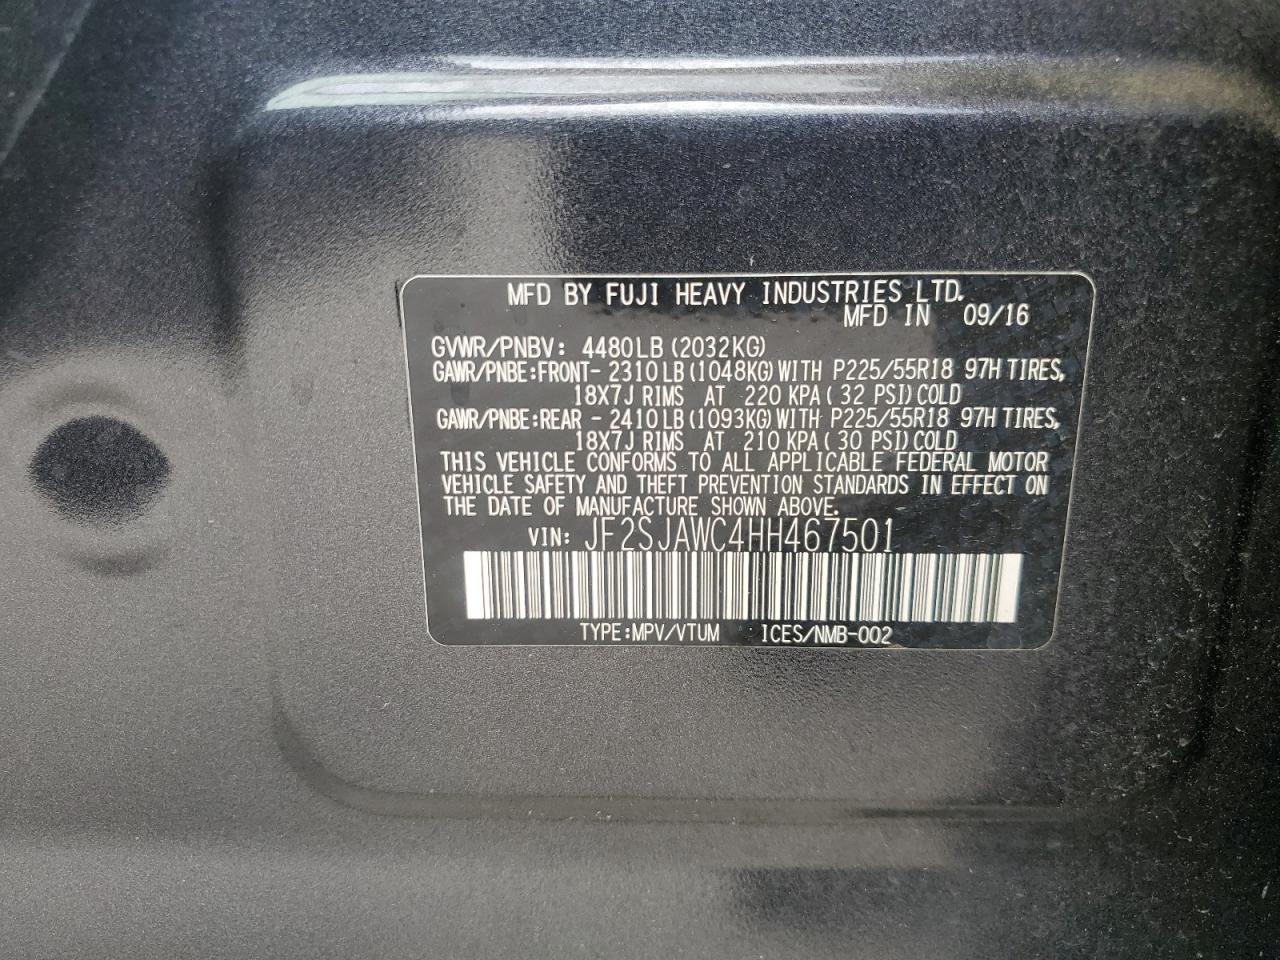 MFD BY FUJI HEAVY INDUSTRIES LTD.
MFD IN 09/16
GVWR/PNBV: 4480LB (2032KG)
GAWR/PNBE:FRONT- 2310LB (1048KG) WITH P225/55R18 97H TIRES,
18X7J RIMS AT 220 KPA ( 32 PSI) COLD
GAWR/PNBE:REAR - 2410LB (1093KG) WITH P225/55R18 97H TIRES,
18X7J RIMS AT 210 KPA ( 30 PSI) COLD
THIS VEHICLE CONFORMS TO ALL APPLICABLE FEDERAL MOTOR
VEHICLE SAFETY AND THEFT PREVENTION STANDARDS IN EFFECT ON
THE DATE OF MANUFACTURE SHOWN ABOVE.
VIN: JF2SJAWC4HH467501
TYPE:MPV/VTUM ICES/NMB-002